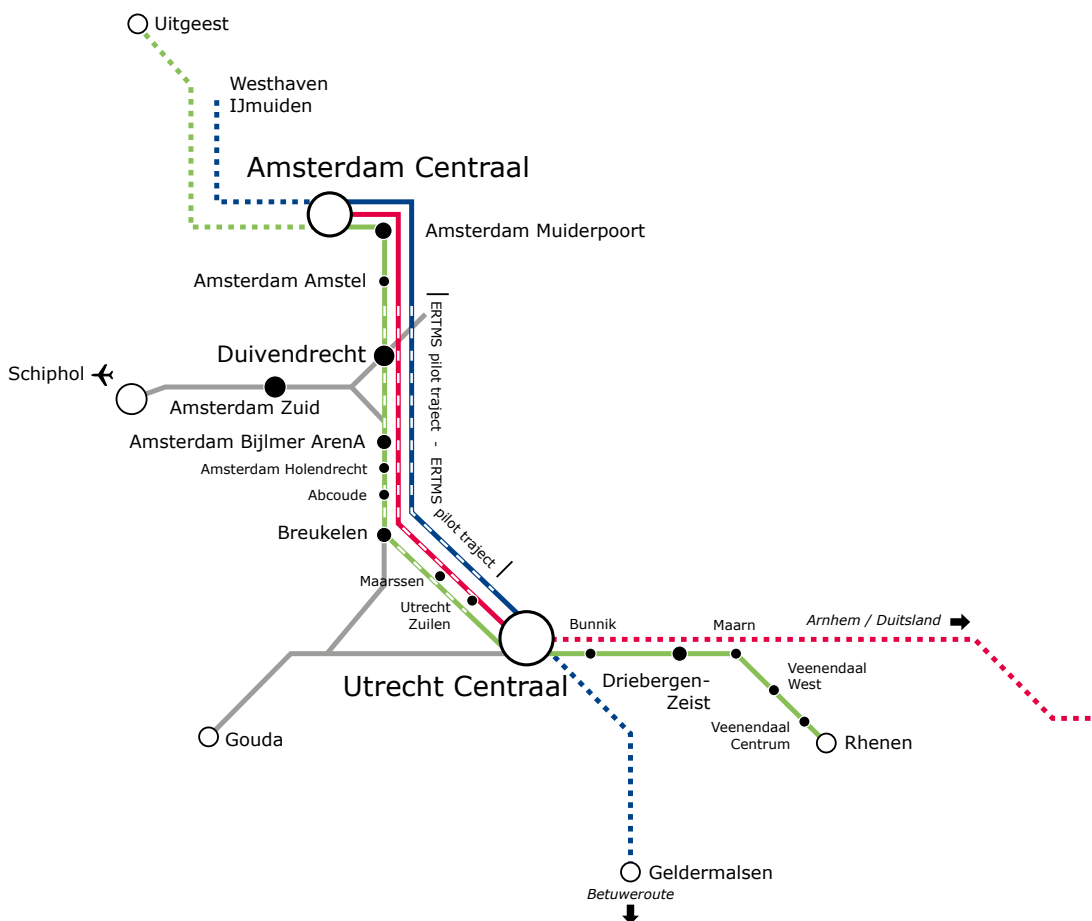 Uitgeest
Westhaven
IJmuiden
Amsterdam Centraal
Amsterdam Muiderpoort
Amsterdam Amstel
ERTMS pilot traject - ERTMS pilot traject
Duivendrecht
Schiphol
Amsterdam Zuid
Amsterdam Bijlmer ArenA
Amsterdam Holendrecht
Abcoude
Breukelen
Maarssen
Utrecht
Zuilen
Bunnik
Maarn
Arnhem / Duitsland
Utrecht Centraal
Driebergen-
Zeist
Veenendaal
West
Veenendaal
Centrum
Rhenen
Gouda
Geldermalsen
Betuweroute